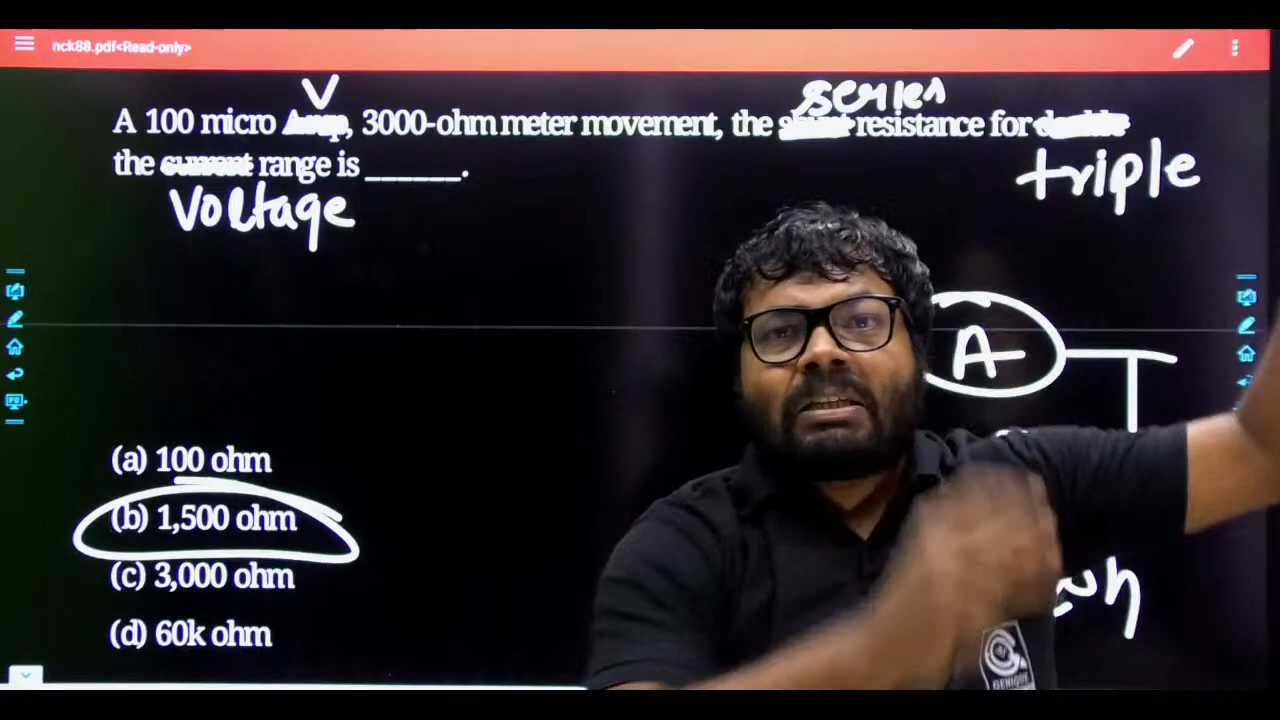 nck88.pdf<Read-only>
V
series
A 100 micro Amp, 3000-ohm meter movement, the shunt resistance for double
triple
the current range is ______.
Voltage
A
(a) 100 ohm
(b) 1,500 ohm
(c) 3,000 ohm
(d) 60k ohm
GENIQUE